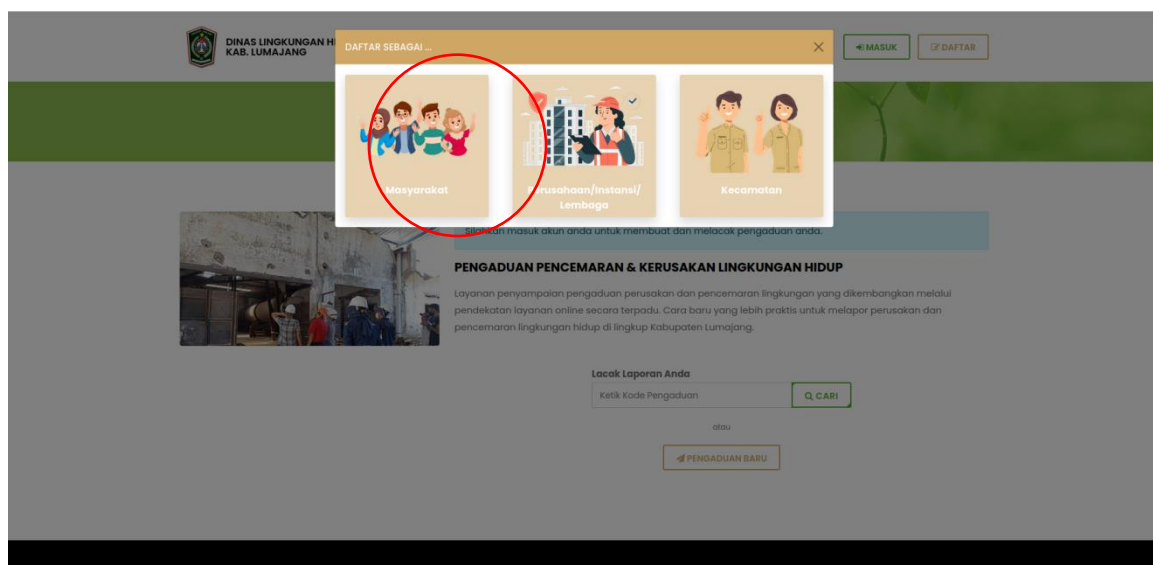 DINAS LINGKUNGAN H
KAB. LUMAJANG
DAFTAR SEBAGAI ...
MASUK
DAFTAR
Masyarakat
Perusahaan/Instansi/
Lembaga
Kecamatan
Silahkan masuk akun anda untuk membuat dan melacak pengaduan anda.
PENGADUAN PENCEMARAN & KERUSAKAN LINGKUNGAN HIDUP
Layanan penyampaian pengaduan perusakan dan pencemaran lingkungan yang dikembangkan melalui
pendekatan layanan online secara terpadu. Cara baru yang lebih praktis untuk melapor perusakan dan
pencemaran lingkungan hidup di lingkup Kabupaten Lumajang.
Lacak Laporan Anda
Ketik Kode Pengaduan
CARI
atau
PENGADUAN BARU